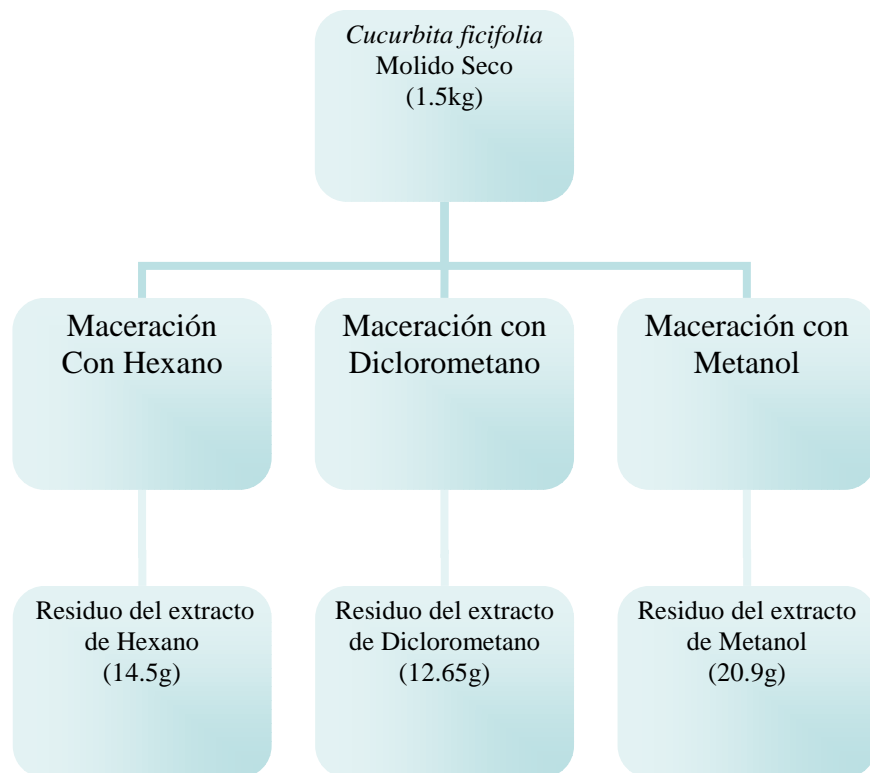 Cucurbita ficifolia
Molido Seco
(1.5kg)
Maceración
Con Hexano
Maceración con
Diclorometano
Maceración con
Metanol
Residuo del extracto
de Hexano
(14.5g)
Residuo del extracto
de Diclorometano
(12.65g)
Residuo del extracto
de Metanol
(20.9g)